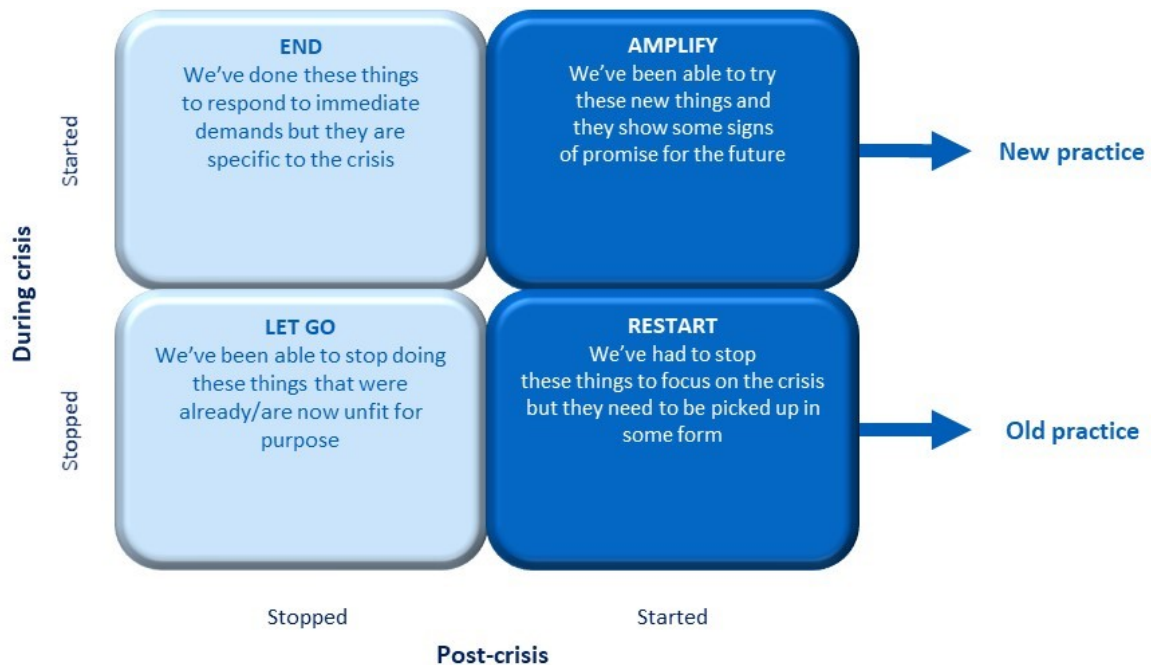 END
We’ve done these things
to respond to immediate
demands but they are
specific to the crisis
AMPLIFY
We’ve been able to try
these new things and
they show some signs
of promise for the future
Started
New practice
During crisis
LET GO
We’ve been able to stop doing
these things that were
already/are now unfit for
purpose
RESTART
We’ve had to stop
these things to focus on the crisis
but they need to be picked up in
some form
Stopped
Old practice
Stopped
Started
Post-crisis